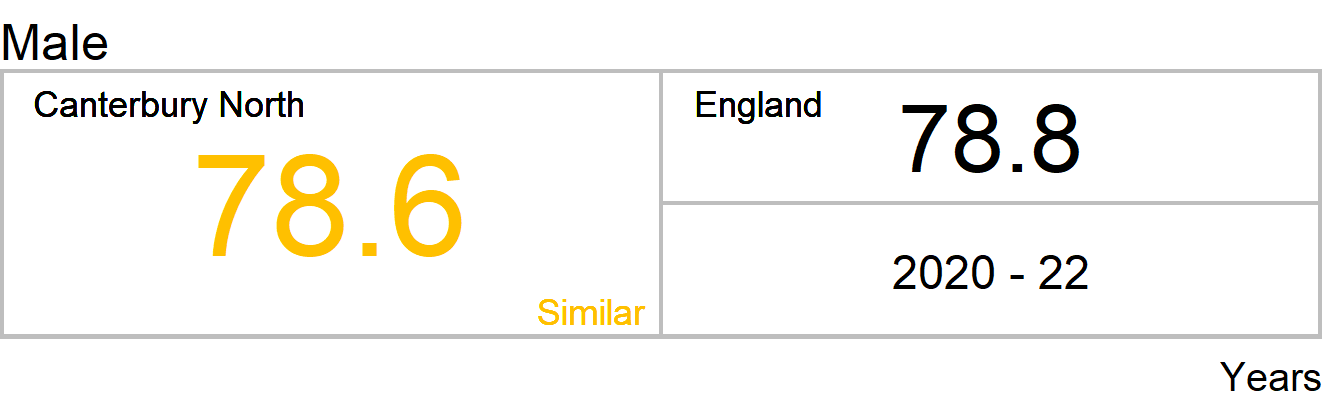 Male
Canterbury North
78.6
Similar
England
78.8
2020 - 22
Years